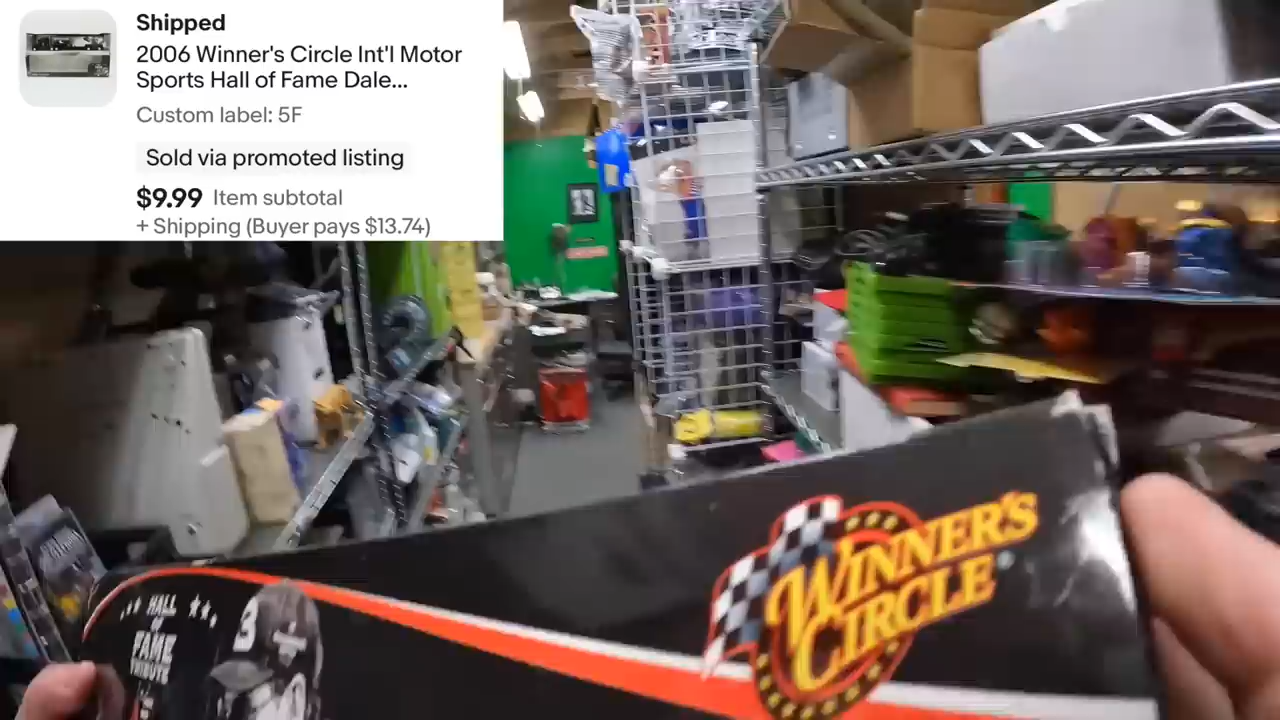 Shipped
2006 Winner's Circle Int'l Motor
Sports Hall of Fame Dale...
Custom label: 5F
Sold via promoted listing
$9.99 Item subtotal
+ Shipping (Buyer pays $13.74)
WINNER'S
CIRCLE
HALL
OF
FAME
TRIBUTE
3